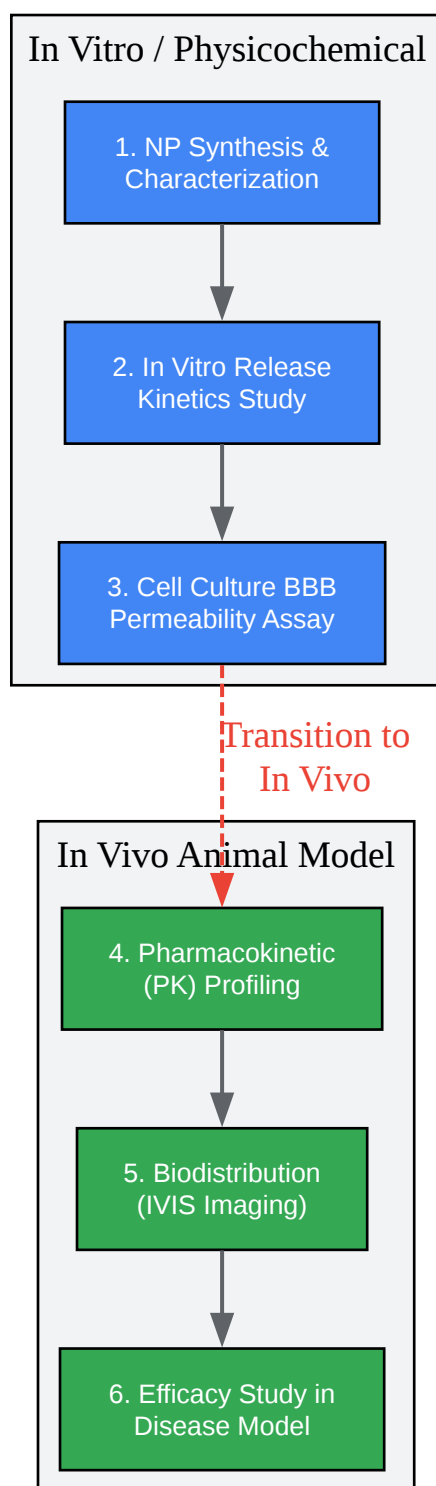 In Vitro / Physicochemical
1. NP Synthesis &
Characterization
2. In Vitro Release
Kinetics Study
3. Cell Culture BBB
Permeability Assay
Transition to
In Vivo
In Vivo Animal Model
4. Pharmacokinetic
(PK) Profiling
5. Biodistribution
(IVIS Imaging)
6. Efficacy Study in
Disease Model